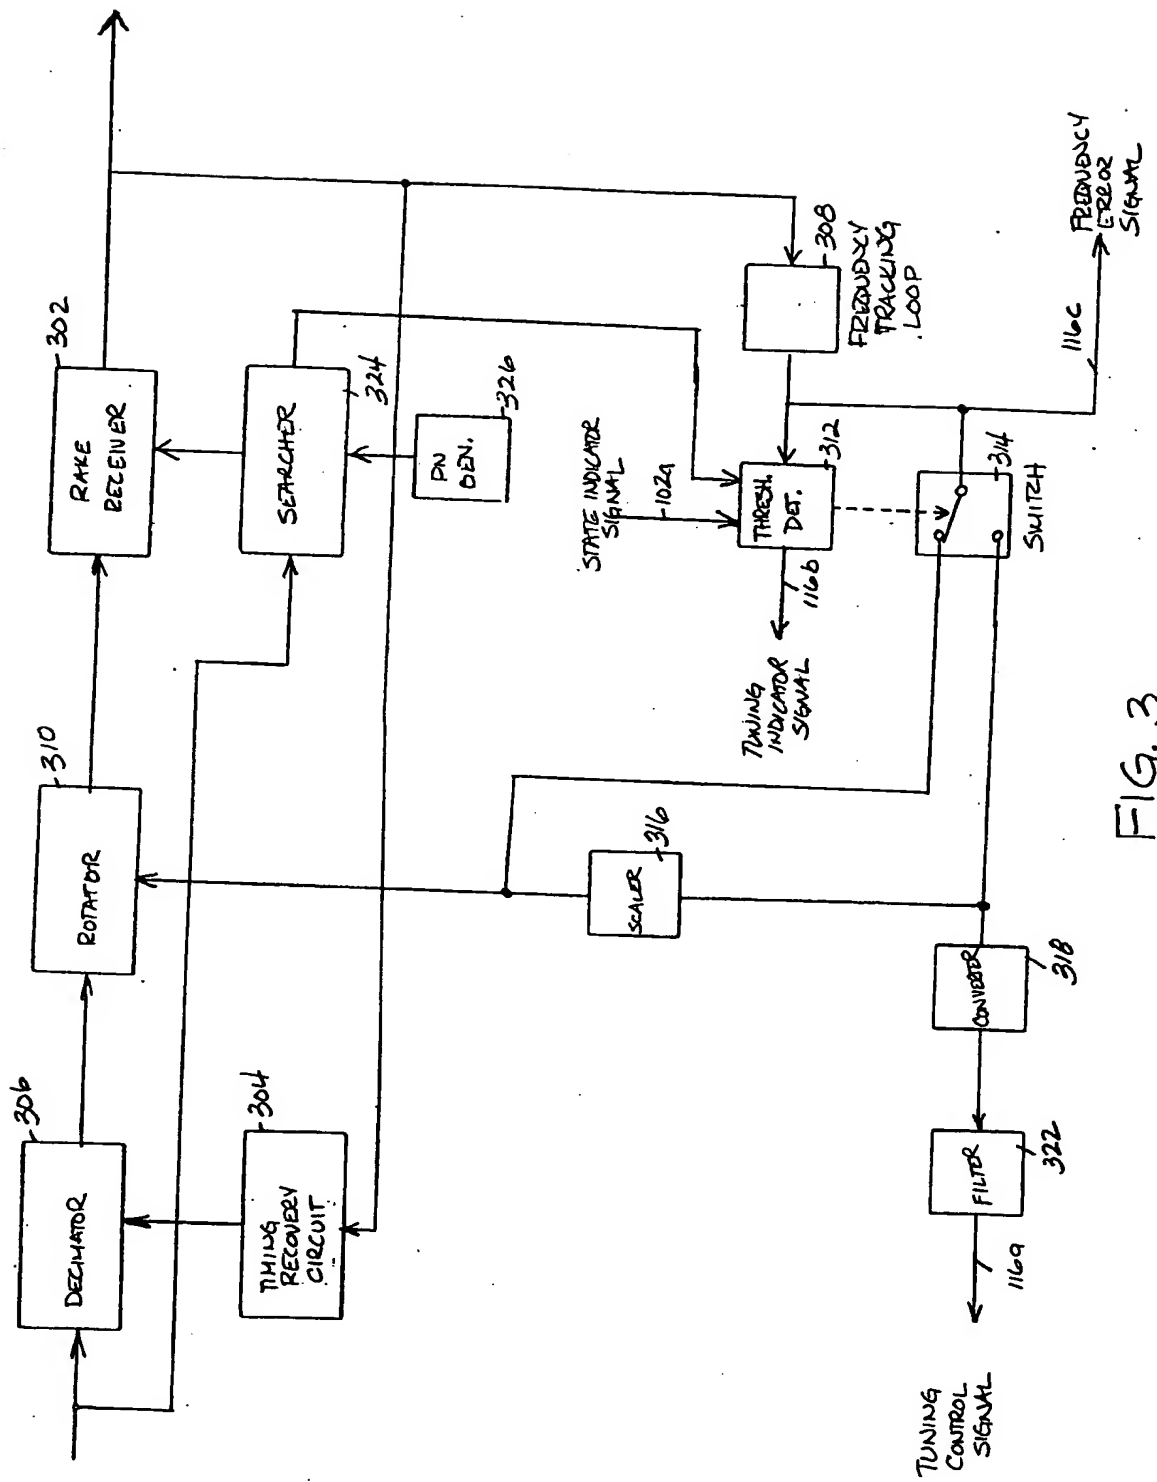 306
DECIMATOR
310
ROTATOR
302
RAKE
RECEIVER
304
TIMING
RECOVERY
CIRCUIT
SEARCHER
324
PN
GEN.
326
SCALER
316
STATE INDICATOR
SIGNAL
102a
THRESH.
DET.
312
116b
TUNING
INDICATOR
SIGNAL
308
FREQUENCY
TRACKING
LOOP
314
SWITCH
116c
FREQUENCY
ERROR
SIGNAL
CONVERTER
318
FILTER
322
116a
TUNING
CONTROL
SIGNAL
FIG. 3